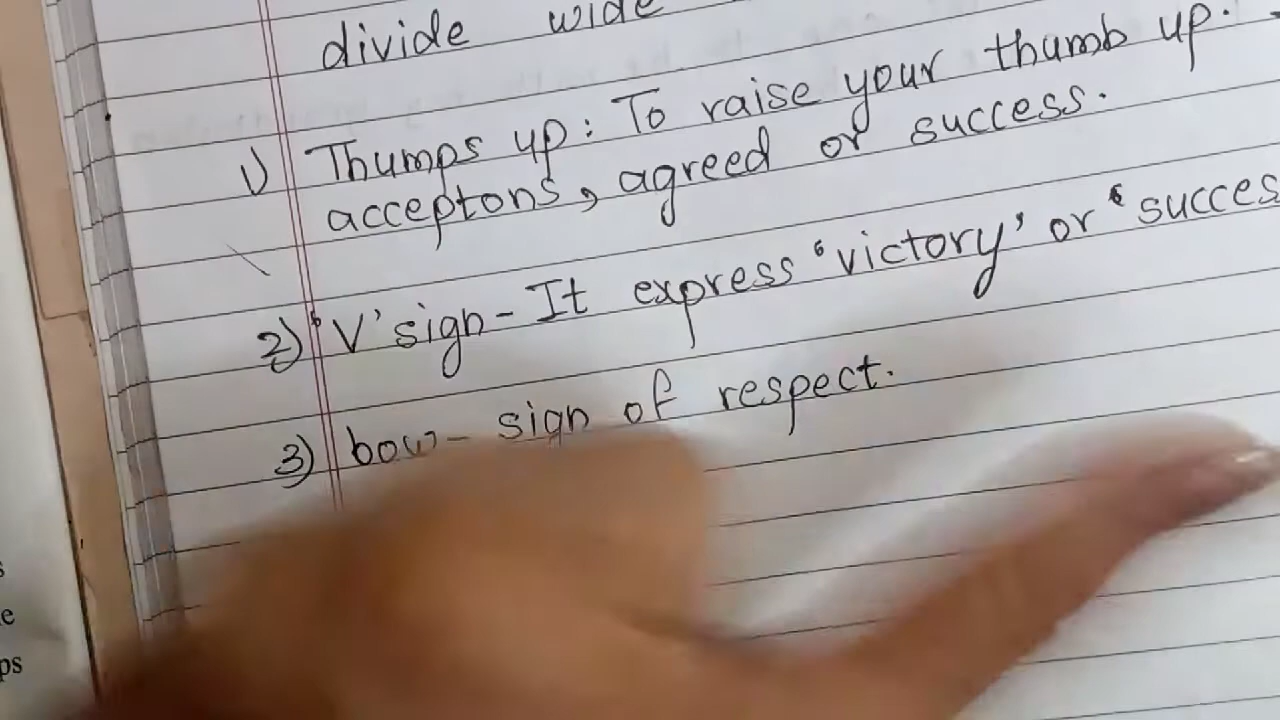 divide wide
1) Thumps up: To raise your thumb up.
acceptons, agreed or success.
2) 'V' sign - It express 'victory' or 'succes
3) bow - sign of respect.
e
ps